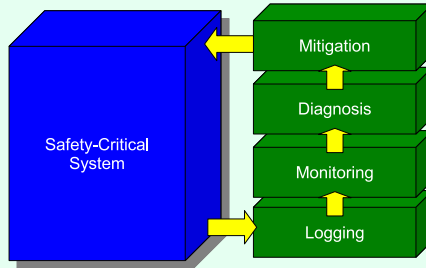 Safety-Critical
System
Mitigation
Diagnosis
Monitoring
Logging